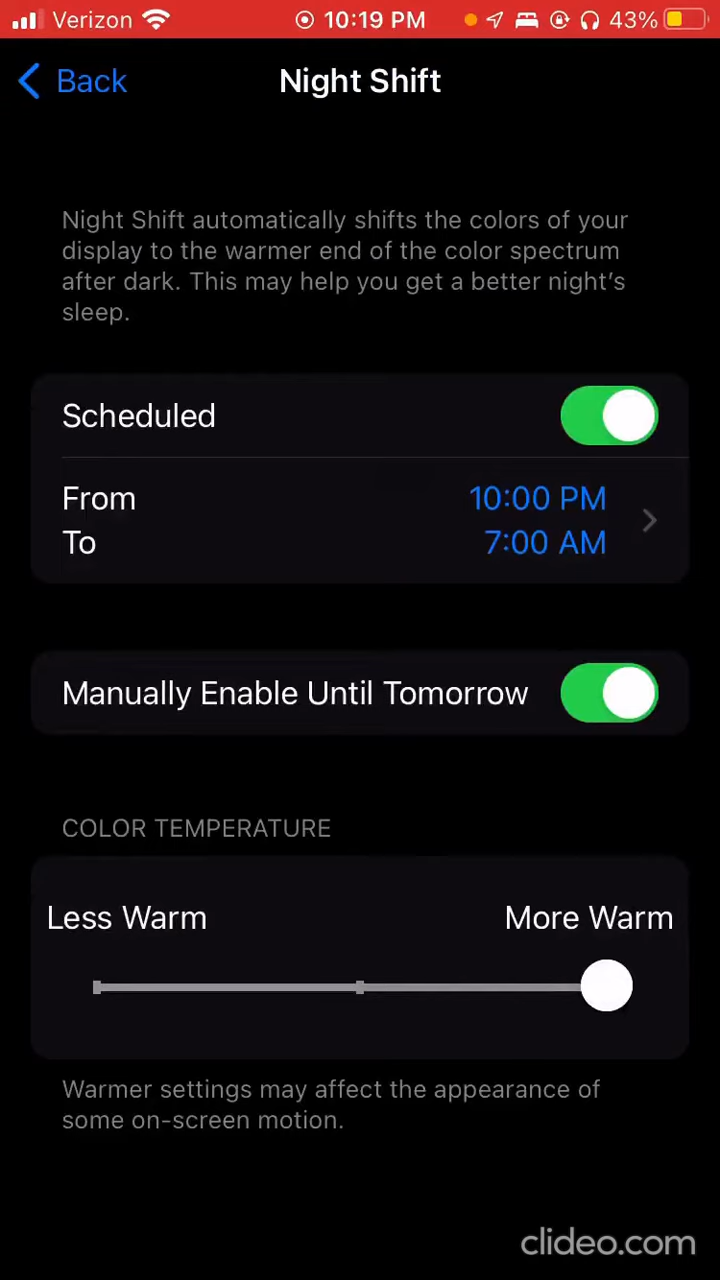 Verizon 10:19 PM 43%
Back Night Shift
Night Shift automatically shifts the colors of your
display to the warmer end of the color spectrum
after dark. This may help you get a better night's
sleep.
Scheduled
From 10:00 PM
To 7:00 AM
Manually Enable Until Tomorrow
COLOR TEMPERATURE
Less Warm More Warm
Warmer settings may affect the appearance of
some on-screen motion.
clideo.com